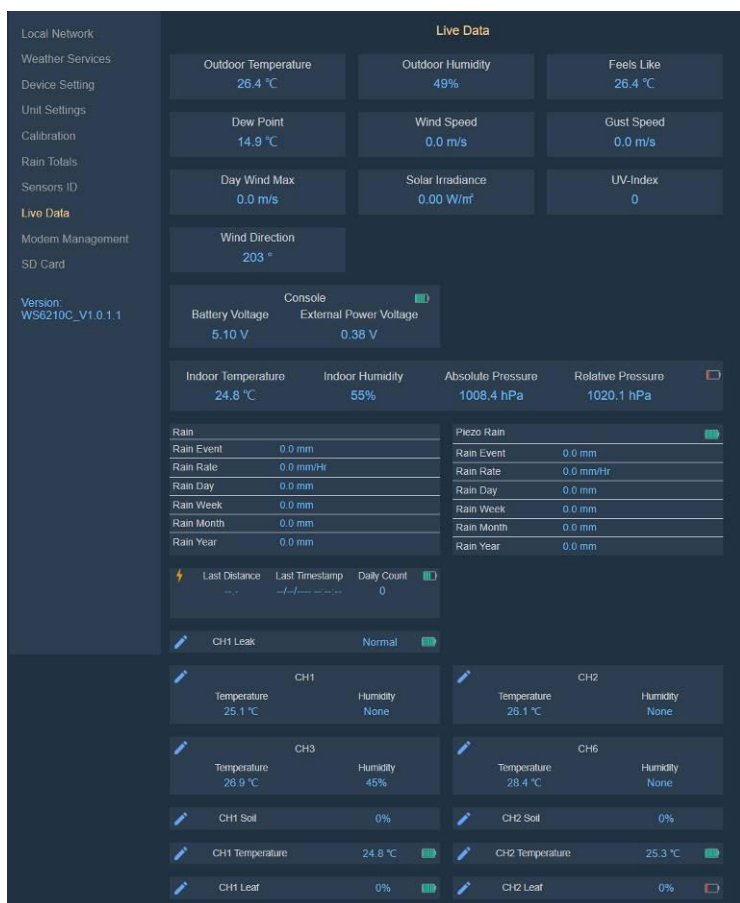 Local Network
Weather Services
Device Setting
Unit Settings
Calibration
Rain Totals
Sensors ID
Live Data
Modem Management
SD Card
Version:
WS6210C_V1.0.1.1
Live Data
Outdoor Temperature
26.4 ℃
Outdoor Humidity
49%
Feels Like
26.4 ℃
Dew Point
14.9 ℃
Wind Speed
0.0 m/s
Gust Speed
0.0 m/s
Day Wind Max
0.0 m/s
Solar Irradiance
0.00 W/㎡
UV-Index
0
Wind Direction
203 °
Console
Battery Voltage External Power Voltage
5.10 V 0.38 V
Indoor Temperature Indoor Humidity Absolute Pressure Relative Pressure
24.8 ℃ 55% 1008.4 hPa 1020.1 hPa
Rain
Rain Event 0.0 mm
Rain Rate 0.0 mm/Hr
Rain Day 0.0 mm
Rain Week 0.0 mm
Rain Month 0.0 mm
Rain Year 0.0 mm
Piezo Rain
Rain Event 0.0 mm
Rain Rate 0.0 mm/Hr
Rain Day 0.0 mm
Rain Week 0.0 mm
Rain Month 0.0 mm
Rain Year 0.0 mm
Last Distance Last Timestamp Daily Count
--.- --/--/---- --:--:-- 0
CH1 Leak Normal
CH1
Temperature Humidity
25.1 ℃ None
CH2
Temperature Humidity
26.1 ℃ None
CH3
Temperature Humidity
26.9 ℃ 45%
CH6
Temperature Humidity
28.4 ℃ None
CH1 Soil 0%
CH2 Soil 0%
CH1 Temperature 24.8 ℃
CH2 Temperature 25.3 ℃
CH1 Leaf 0%
CH2 Leaf 0%